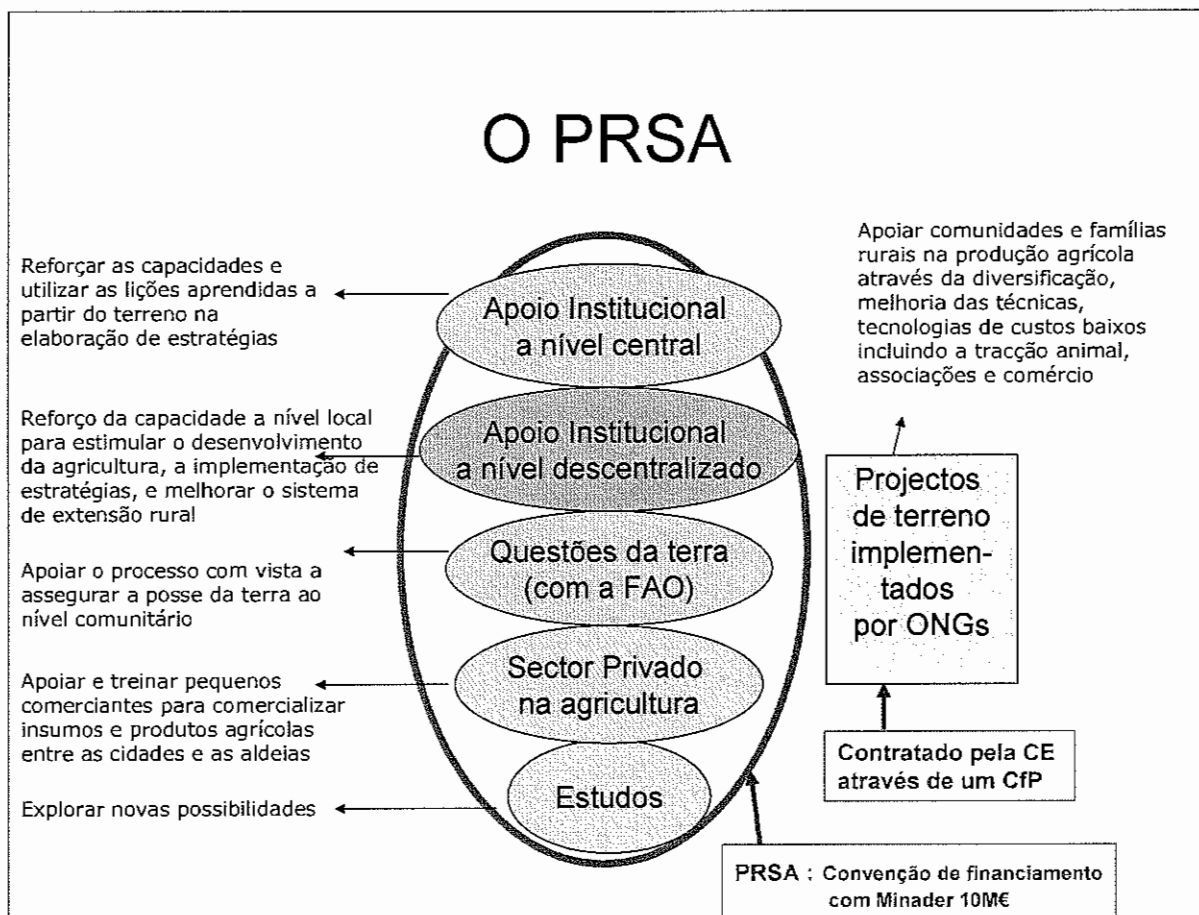 O PRSA
Reforçar as capacidades e
utilizar as lições aprendidas a
partir do terreno na
elaboração de estratégias
Reforço da capacidade a nível local
para estimular o desenvolvimento
da agricultura, a implementação de
estratégias, e melhorar o sistema
de extensão rural
Apoiar o processo com vista a
assegurar a posse da terra ao
nível comunitário
Apoiar e treinar pequenos
comerciantes para comercializar
insumos e produtos agrícolas
entre as cidades e as aldeias
Explorar novas possibilidades
Apoio Institucional
a nível central
Apoio Institucional
a nível descentralizado
Questões da terra
(com a FAO)
Sector Privado
na agricultura
Estudos
Apoiar comunidades e famílias
rurais na produção agrícola
através da diversificação,
melhoria das técnicas,
tecnologias de custos baixos
incluindo a tracção animal,
associações e comércio
Projectos
de terreno
implemen-
tados
por ONGs
Contratado pela CE
através de um CfP
PRSA : Convenção de financiamento
com Minader 10M€